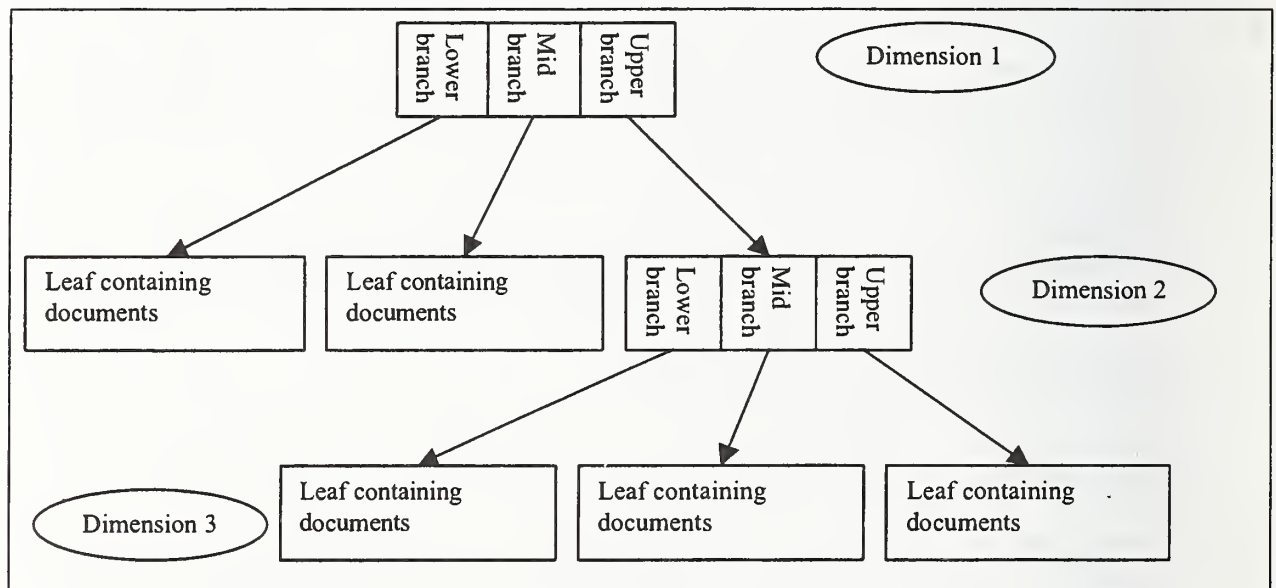 Lower
branch
Mid
branch
Upper
branch
Dimension 1
Leaf containing
documents
Leaf containing
documents
Lower
branch
Mid
branch
Upper
branch
Dimension 2
Leaf containing
documents
Leaf containing
documents
Leaf containing
documents
Dimension 3